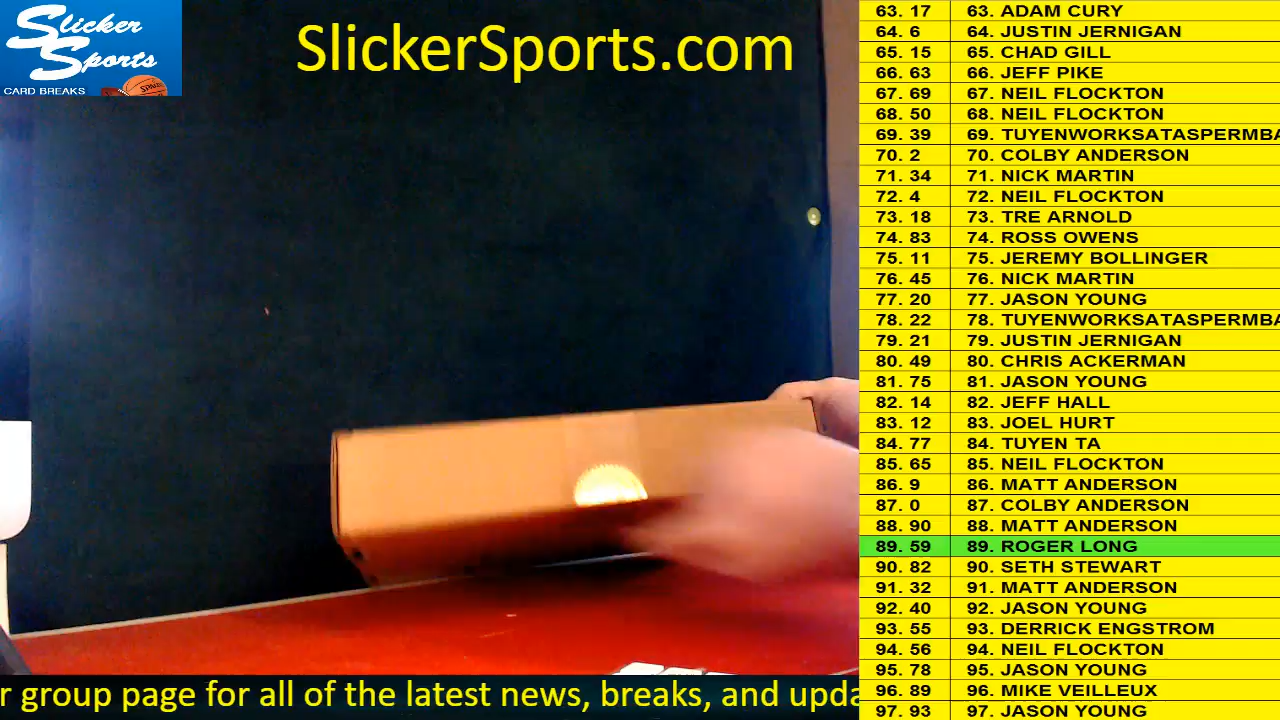 Slicker
Sports
CARD BREAKS
SlickerSports.com
63. 17 63. ADAM CURY
64. 6 64. JUSTIN JERNIGAN
65. 15 65. CHAD GILL
66. 63 66. JEFF PIKE
67. 69 67. NEIL FLOCKTON
68. 50 68. NEIL FLOCKTON
69. 39 69. TUYENWORKSATASPERMBA
70. 2 70. COLBY ANDERSON
71. 34 71. NICK MARTIN
72. 4 72. NEIL FLOCKTON
73. 18 73. TRE ARNOLD
74. 83 74. ROSS OWENS
75. 11 75. JEREMY BOLLINGER
76. 45 76. NICK MARTIN
77. 20 77. JASON YOUNG
78. 22 78. TUYENWORKSATASPERMBA
79. 21 79. JUSTIN JERNIGAN
80. 49 80. CHRIS ACKERMAN
81. 75 81. JASON YOUNG
82. 14 82. JEFF HALL
83. 12 83. JOEL HURT
84. 77 84. TUYEN TA
85. 65 85. NEIL FLOCKTON
86. 9 86. MATT ANDERSON
87. 0 87. COLBY ANDERSON
88. 90 88. MATT ANDERSON
89. 59 89. ROGER LONG
90. 82 90. SETH STEWART
91. 32 91. MATT ANDERSON
92. 40 92. JASON YOUNG
93. 55 93. DERRICK ENGSTROM
94. 56 94. NEIL FLOCKTON
95. 78 95. JASON YOUNG
96. 89 96. MIKE VEILLEUX
97. 93 97. JASON YOUNG
r group page for all of the latest news, breaks, and upda